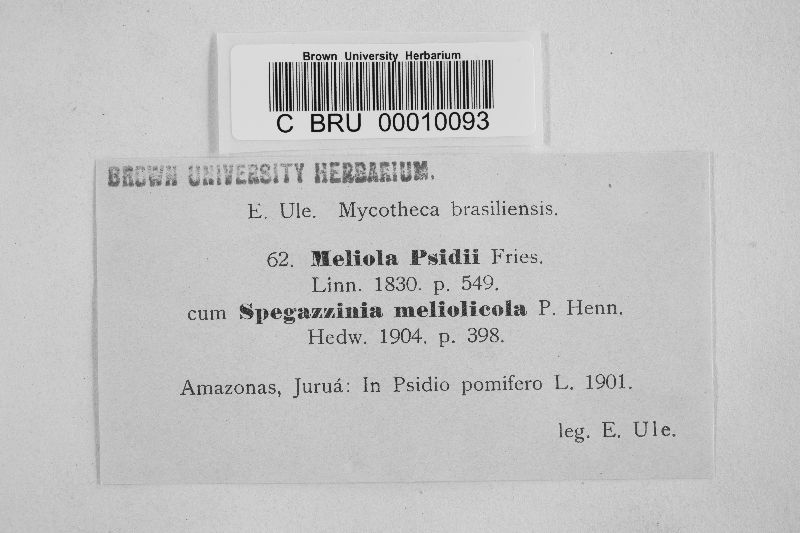 Brown University Herbarium
C BRU 00010093
BROWN UNIVERSITY HERBARIUM.
E. Ule. Mycotheca brasiliensis.
62. Meliola Psidii Fries.
Linn. 1830. p. 549.
cum Spegazzinia meliolicola P. Henn.
Hedw. 1904. p. 398.
Amazonas, Juruá: In Psidio pomifero L. 1901.
leg. E. Ule.